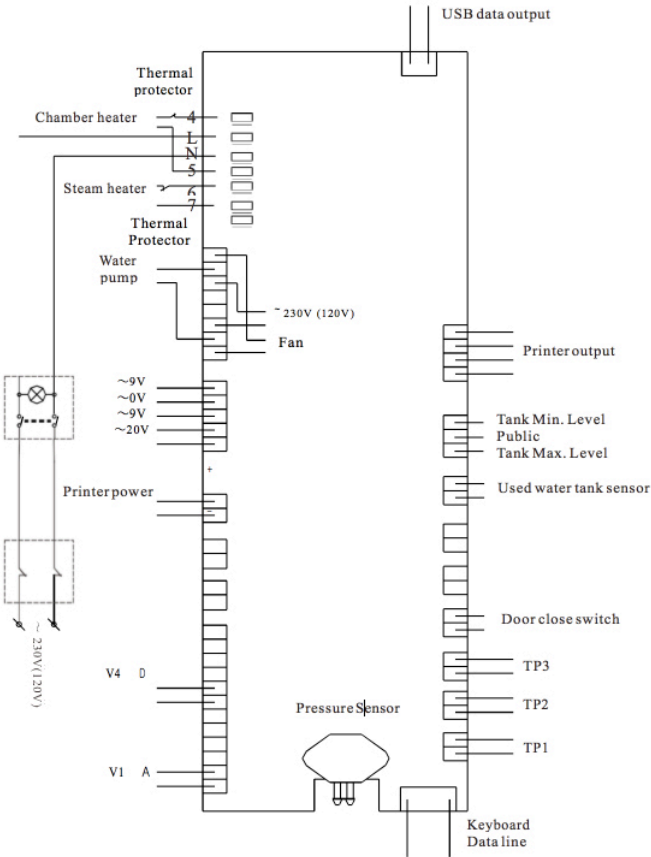 USB data output
Thermal
protector
Chamber heater
4
L
N
5
Steam heater
6
7
Thermal
Protector
Water
pump
~230V (120V)
Fan
Printer output
~9V
~0V
~9V
~20V
Tank Min. Level
Public
Tank Max. Level
+
Used water tank sensor
Printer power
-
Door close switch
~ 230V(120V)
TP3
V4 D
TP2
Pressure Sensor
TP1
V1 A
Keyboard
Data line